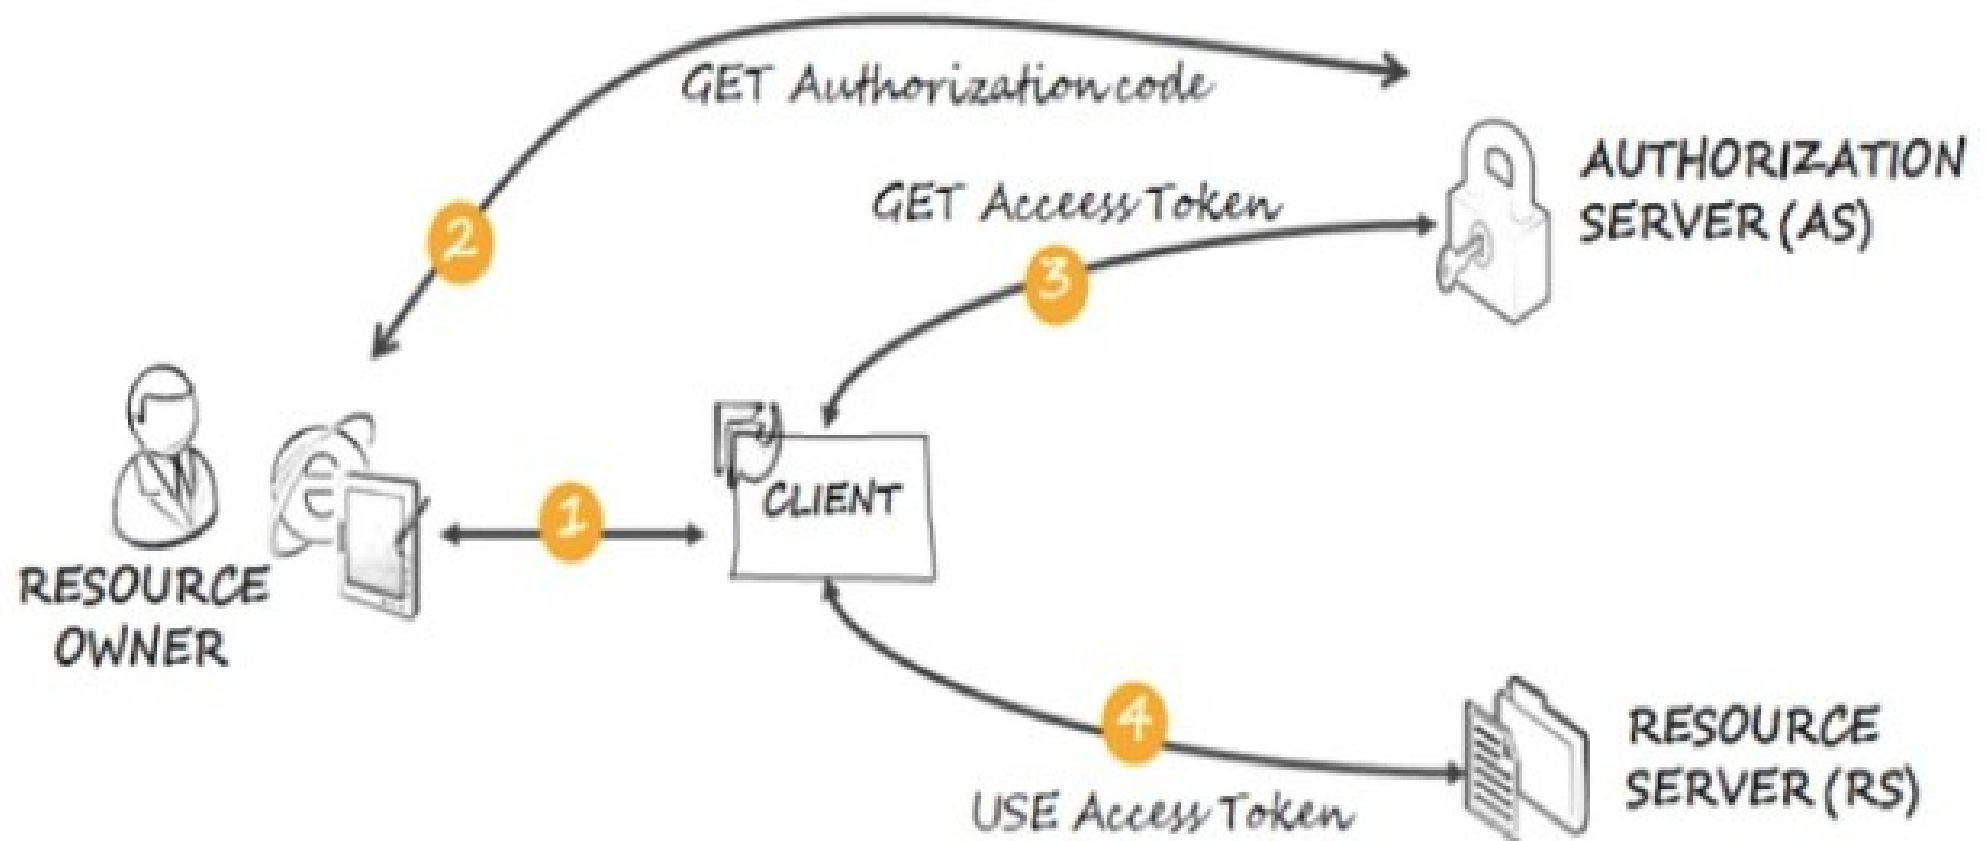 GET Authorization code
GET Acceess Token
AUTHORIZATION
SERVER (AS)
2
3
1
CLIENT
RESOURCE
OWNER
4
USE Access Token
RESOURCE
SERVER (RS)